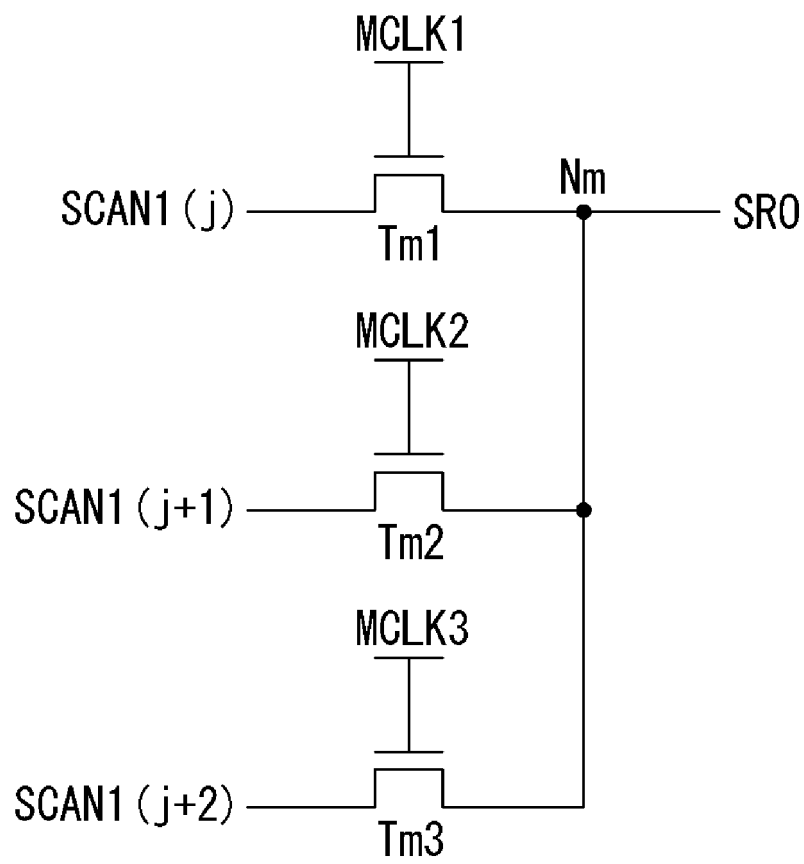 MCLK1
SCAN1(j)
Tm1
Nm
SRO
MCLK2
SCAN1(j+1)
Tm2
MCLK3
SCAN1(j+2)
Tm3